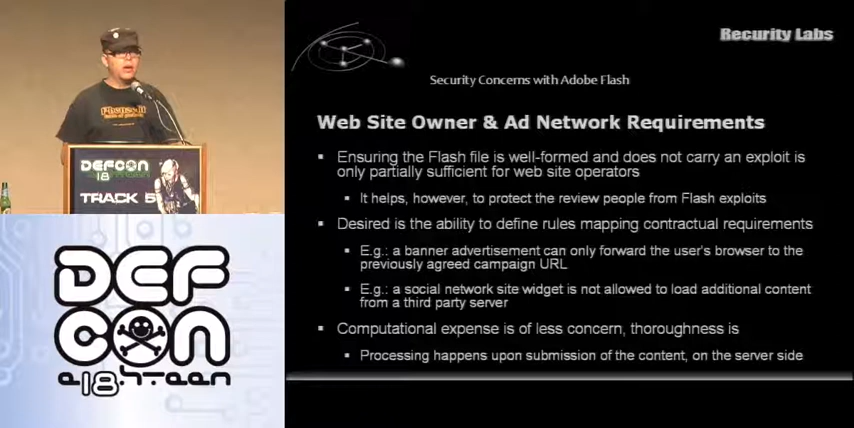 DEFCON
18
TRACK 5
DEF
CON
Recurity Labs
Security Concerns with Adobe Flash
Web Site Owner & Ad Network Requirements
Ensuring the Flash file is well-formed and does not carry an exploit is
only partially sufficient for web site operators
It helps, however, to protect the review people from Flash exploits
Desired is the ability to define rules mapping contractual requirements
E.g.: a banner advertisement can only forward the user's browser to the
previously agreed campaign URL
E.g.: a social network site widget is not allowed to load additional content
from a third party server
Computational expense is of less concern, thoroughness is
Processing happens upon submission of the content, on the server side